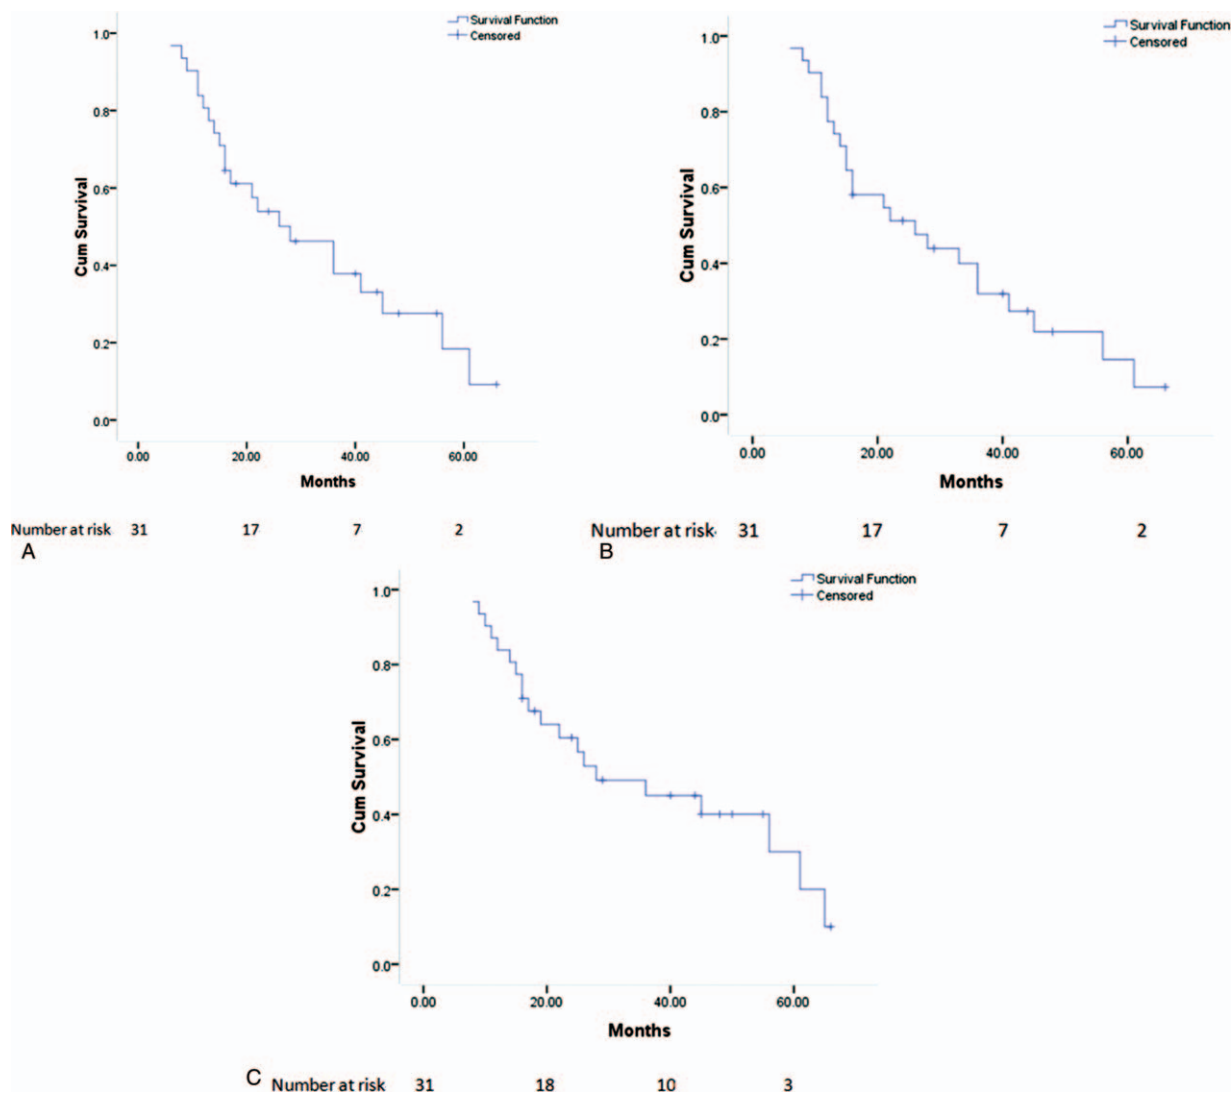 Survival Function
Censored
1.0
0.8
0.6
0.4
0.2
0.0
Cum Survival
0.00 20.00 40.00 60.00
Months
Number at risk 31 17 7 2
A
Survival Function
Censored
1.0
0.8
0.6
0.4
0.2
0.0
Cum Survival
0.00 20.00 40.00 60.00
Months
Number at risk 31 17 7 2
B
Survival Function
Censored
1.0
0.8
0.6
0.4
0.2
0.0
Cum Survival
0.00 20.00 40.00 60.00
Months
C Number at risk 31 18 10 3